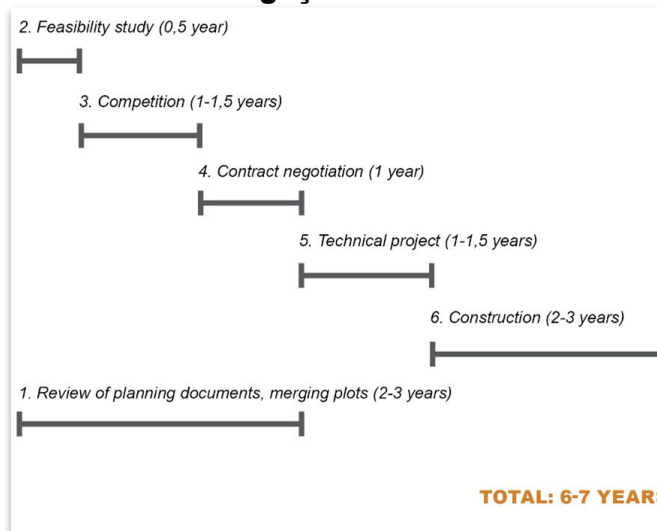 2. Feasibility study (0,5 year)
3. Competition (1-1,5 years)
4. Contract negotiation (1 year)
5. Technical project (1-1,5 years)
6. Construction (2-3 years)
1. Review of planning documents, merging plots (2-3 years)
TOTAL: 6-7 YEARS